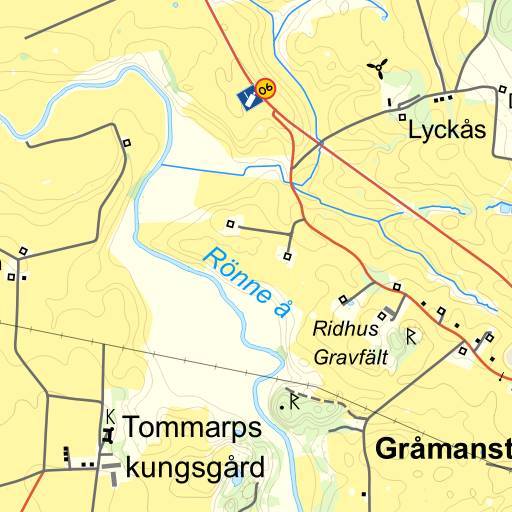 90
Lyckås
Rönne å
Ridhus
Gravfält
R
R
K
Tommarps
kungsgård
Gråmanst